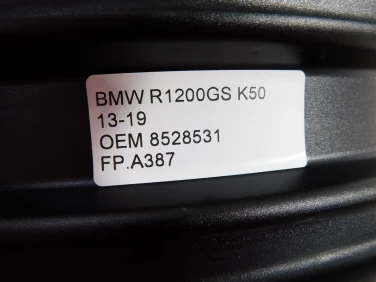 BMW R1200GS K50
13-19
OEM 8528531
FP.A387